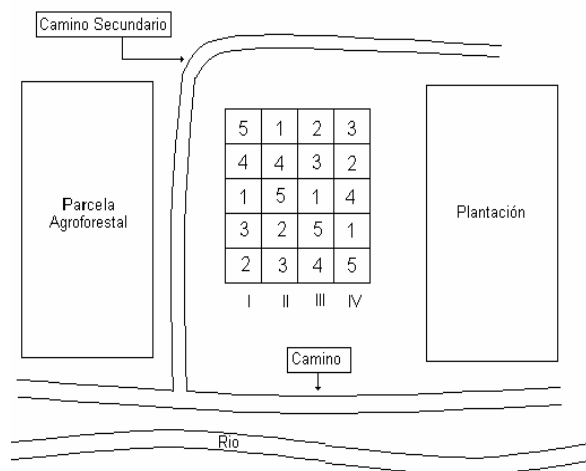 Camino Secundario
5 1 2 3
4 4 3 2
1 5 1 4
3 2 5 1
2 3 4 5
I II III IV
Parcela
Agroforestal
Plantación
Camino
Rio